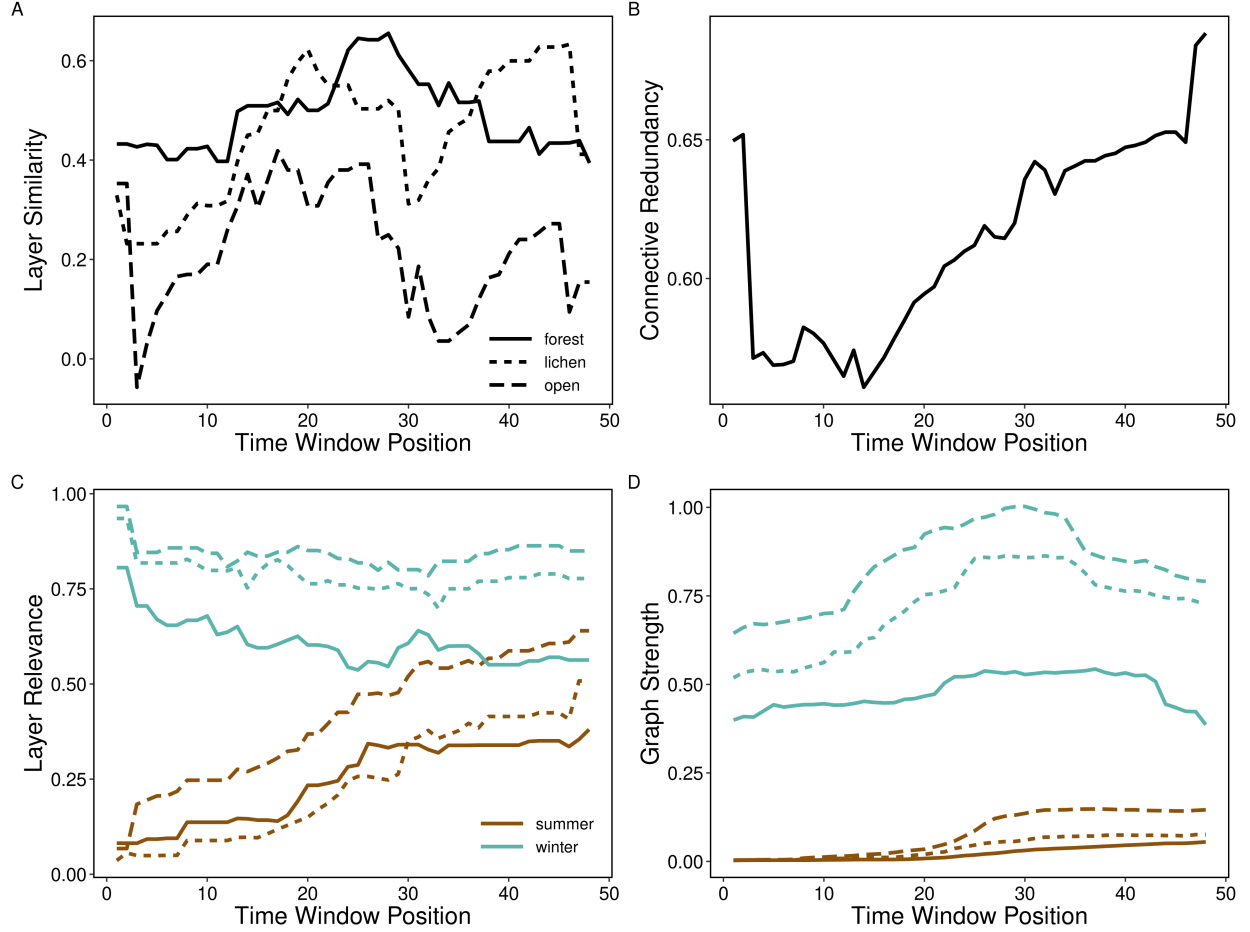 A
Layer Similarity
0.6
0.4
0.2
0.0
forest
lichen
open
0 10 20 30 40 50
Time Window Position
B
Connective Redundancy
0.65
0.60
0 10 20 30 40 50
Time Window Position
C
Layer Relevance
1.00
0.75
0.50
0.25
0.00
summer
winter
0 10 20 30 40 50
Time Window Position
D
Graph Strength
1.00
0.75
0.50
0.25
0.00
0 10 20 30 40 50
Time Window Position